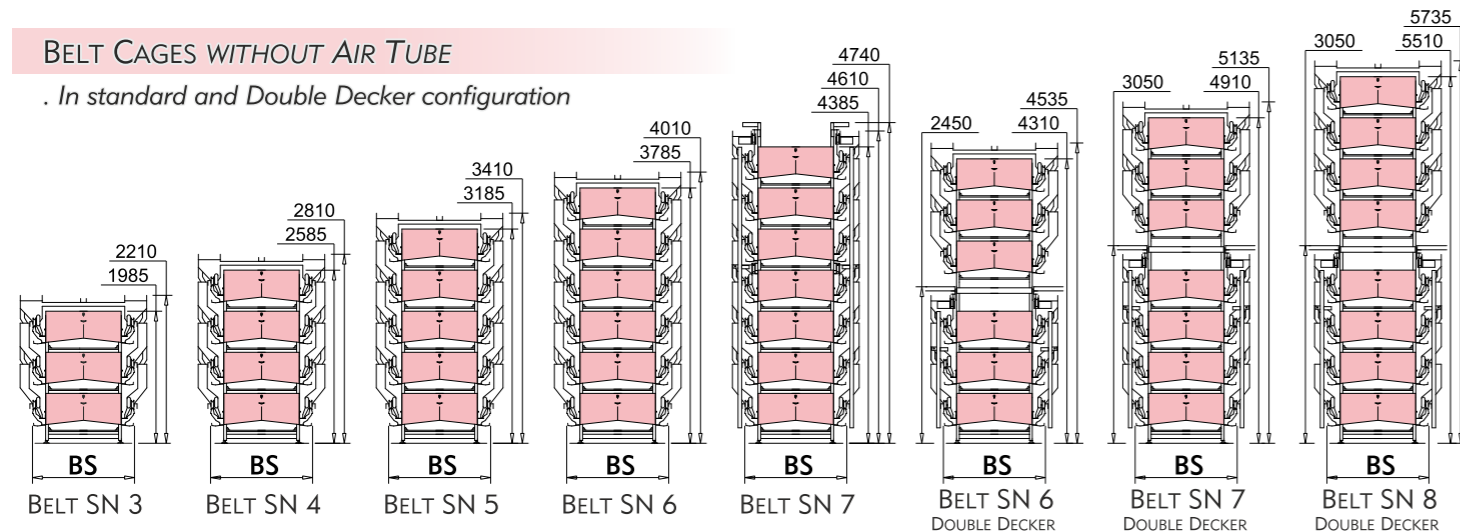 BELT CAGES WITHOUT AIR TUBE
. In standard and Double Decker configuration
2210
1985
BS
BELT SN 3
2810
2585
BS
BELT SN 4
3410
3185
BS
BELT SN 5
4010
3785
BS
BELT SN 6
4740
4610
4385
BS
BELT SN 7
4535
2450
4310
BS
BELT SN 6
DOUBLE DECKER
5135
3050
4910
BS
BELT SN 7
DOUBLE DECKER
5735
3050
5510
BS
BELT SN 8
DOUBLE DECKER